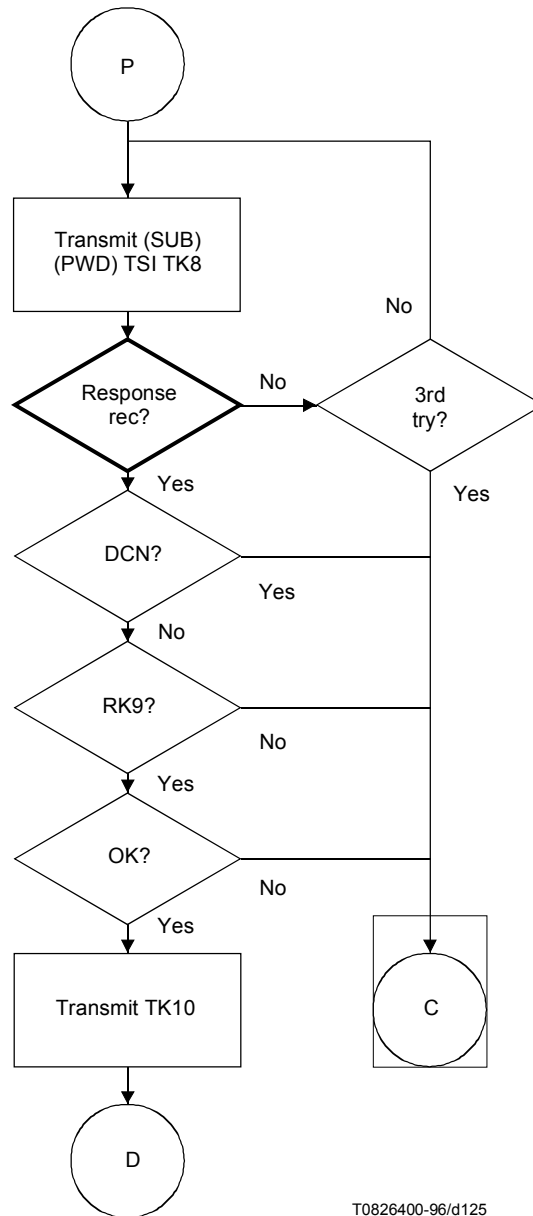 P
Transmit (SUB)
(PWD) TSI TK8
No
Response
rec?
No
3rd
try?
Yes
Yes
DCN?
Yes
No
RK9?
No
Yes
OK?
No
Yes
Transmit TK10
C
D
T0826400-96/d125